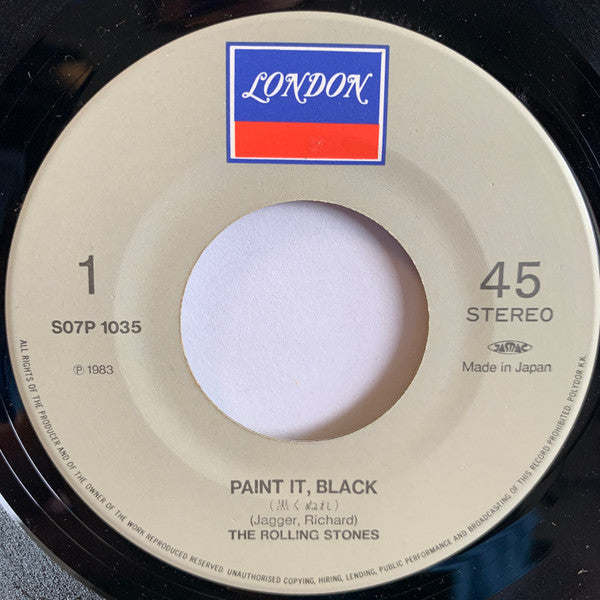 LONDON
1
45
S07P 1035
STEREO
JASRAC
℗ 1983
Made in Japan
PAINT IT, BLACK
(黒くぬれ)
(Jagger, Richard)
THE ROLLING STONES
ALL RIGHTS OF THE PRODUCER AND OF THE OWNER OF THE WORK REPRODUCED RESERVED. UNAUTHORISED COPYING, HIRING, LENDING, PUBLIC PERFORMANCE AND BROADCASTING OF THIS RECORD PROHIBITED. POLYDOR K.K.